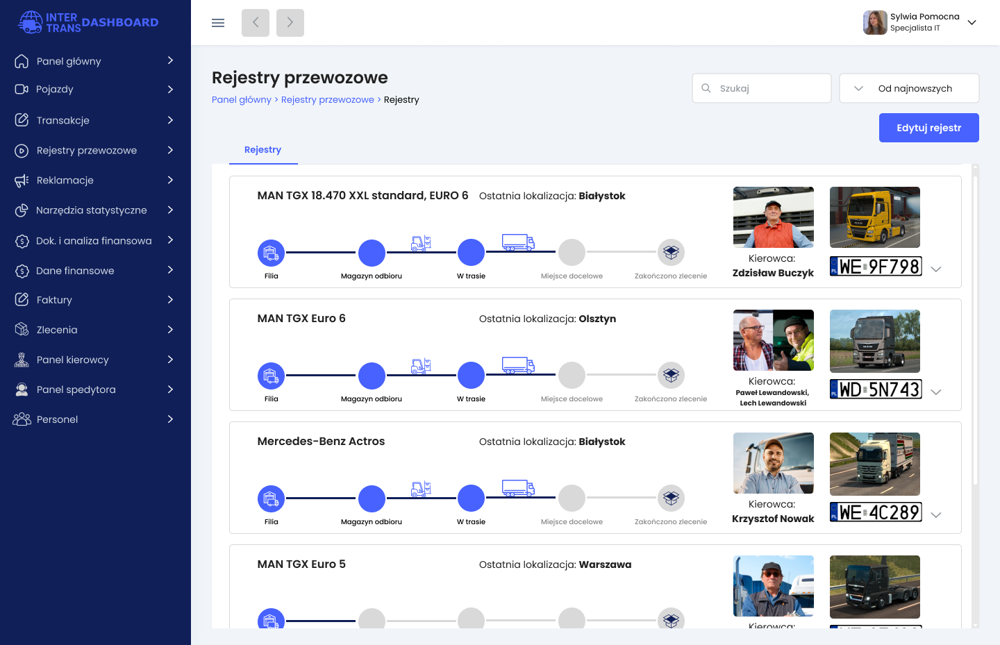 INTER
TRANS DASHBOARD
Panel główny
Pojazdy
Transakcje
Rejestry przewozowe
Reklamacje
Narzędzia statystyczne
Dok. i analiza finansowa
Dane finansowe
Faktury
Zlecenia
Panel kierowcy
Panel spedytora
Personel
Sylwia Pomocna
Specjalista IT
Rejestry przewozowe
Panel główny > Rejestry przewozowe > Rejestry
Szukaj
Od najnowszych
Edytuj rejestr
Rejestry
MAN TGX 18.470 XXL standard, EURO 6
Ostatnia lokalizacja: Białystok
Filia
Magazyn odbioru
W trasie
Miejsce docelowe
Zakończono zlecenie
Kierowca:
Zdzisław Buczyk
PL WE 9F798
MAN TGX Euro 6
Ostatnia lokalizacja: Olsztyn
Filia
Magazyn odbioru
W trasie
Miejsce docelowe
Zakończono zlecenie
Kierowca:
Paweł Lewandowski,
Lech Lewandowski
PL WD 5N743
Mercedes-Benz Actros
Ostatnia lokalizacja: Białystok
Filia
Magazyn odbioru
W trasie
Miejsce docelowe
Zakończono zlecenie
Kierowca:
Krzysztof Nowak
PL WE 4C289
MAN TGX Euro 5
Ostatnia lokalizacja: Warszawa
Kierowca: